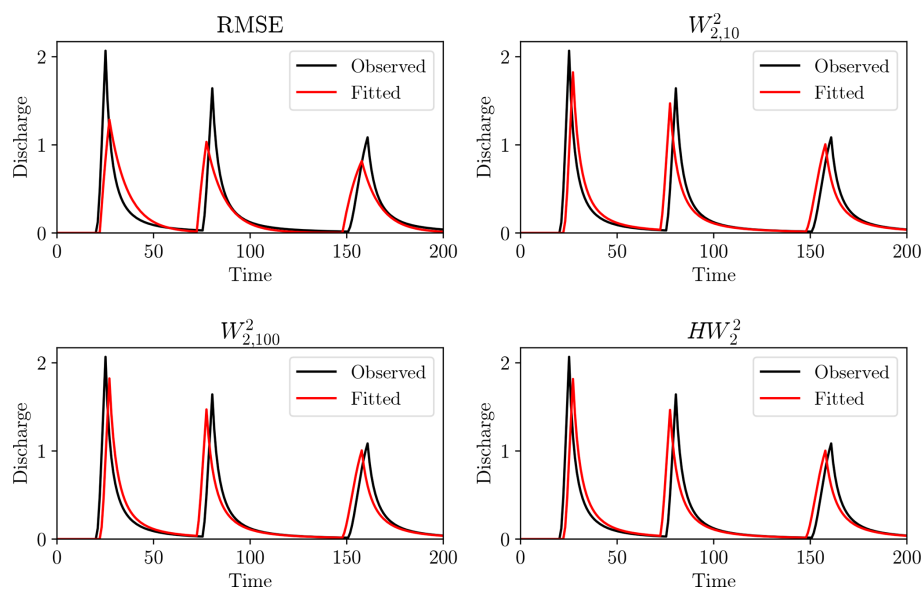 RMSE
2
1
0
Discharge
Observed
Fitted
0 50 100 150 200
Time
W²₂,₁₀
2
1
0
Discharge
Observed
Fitted
0 50 100 150 200
Time
W²₂,₁₀₀
2
1
0
Discharge
Observed
Fitted
0 50 100 150 200
Time
HW²₂
2
1
0
Discharge
Observed
Fitted
0 50 100 150 200
Time